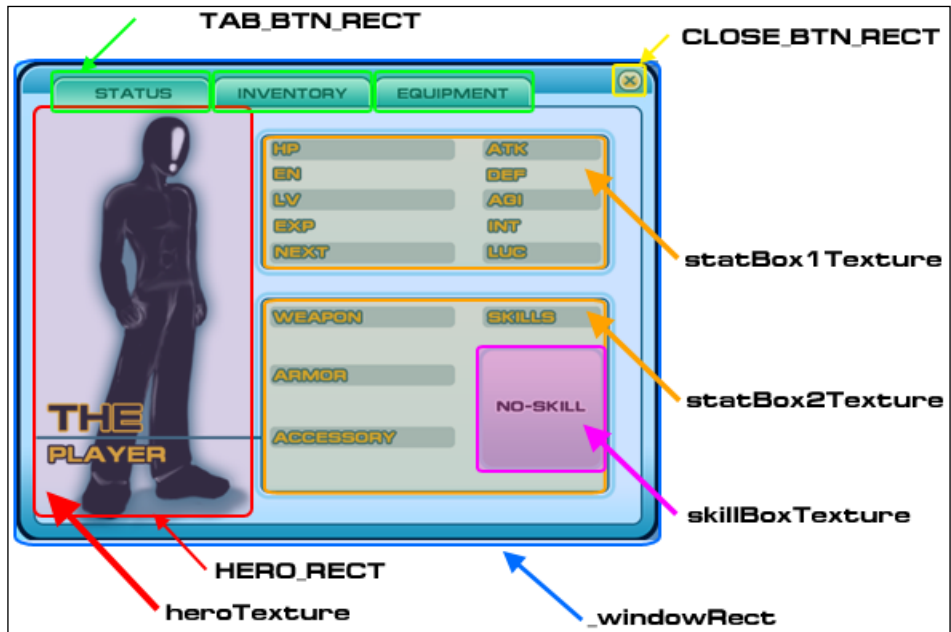 TAB_BTN_RECT
CLOSE_BTN_RECT
STATUS
INVENTORY
EQUIPMENT
HP
ATK
EN
DEF
LV
AGI
EXP
INT
NEXT
LUC
statBox1Texture
WEAPON
SKILLS
ARMOR
NO-SKILL
statBox2Texture
THE
PLAYER
ACCESSORY
skillBoxTexture
HERO_RECT
heroTexture
_windowRect